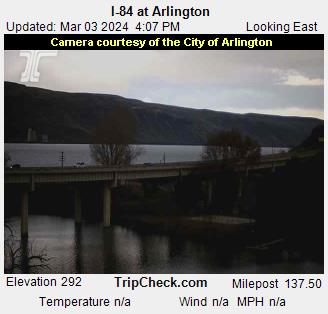 I-84 at Arlington
Updated: Mar 03 2024 4:07 PM Looking East
Camera courtesy of the City of Arlington
Elevation 292 TripCheck.com Milepost 137.50
Temperature n/a Wind n/a MPH n/a